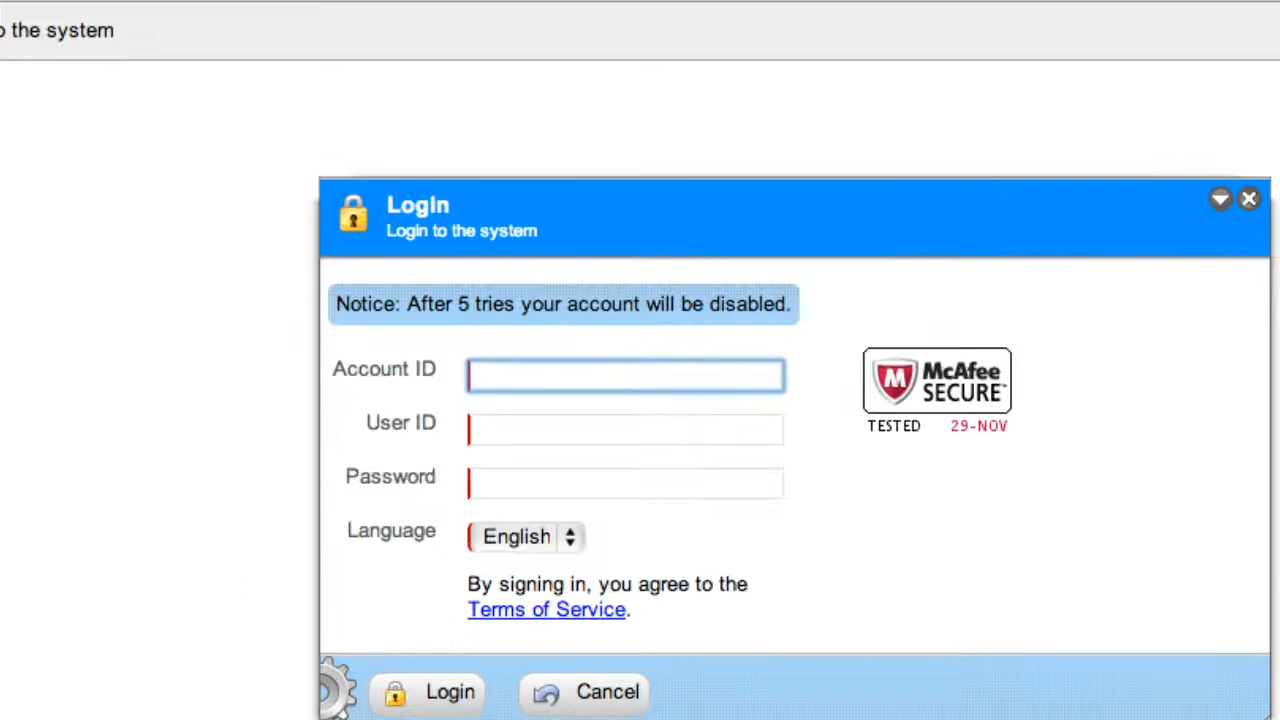 o the system
Login
Login to the system
Notice: After 5 tries your account will be disabled.
Account ID
McAfee
SECURE™
TESTED 29-NOV
User ID
Password
Language English
By signing in, you agree to the
Terms of Service.
Login Cancel